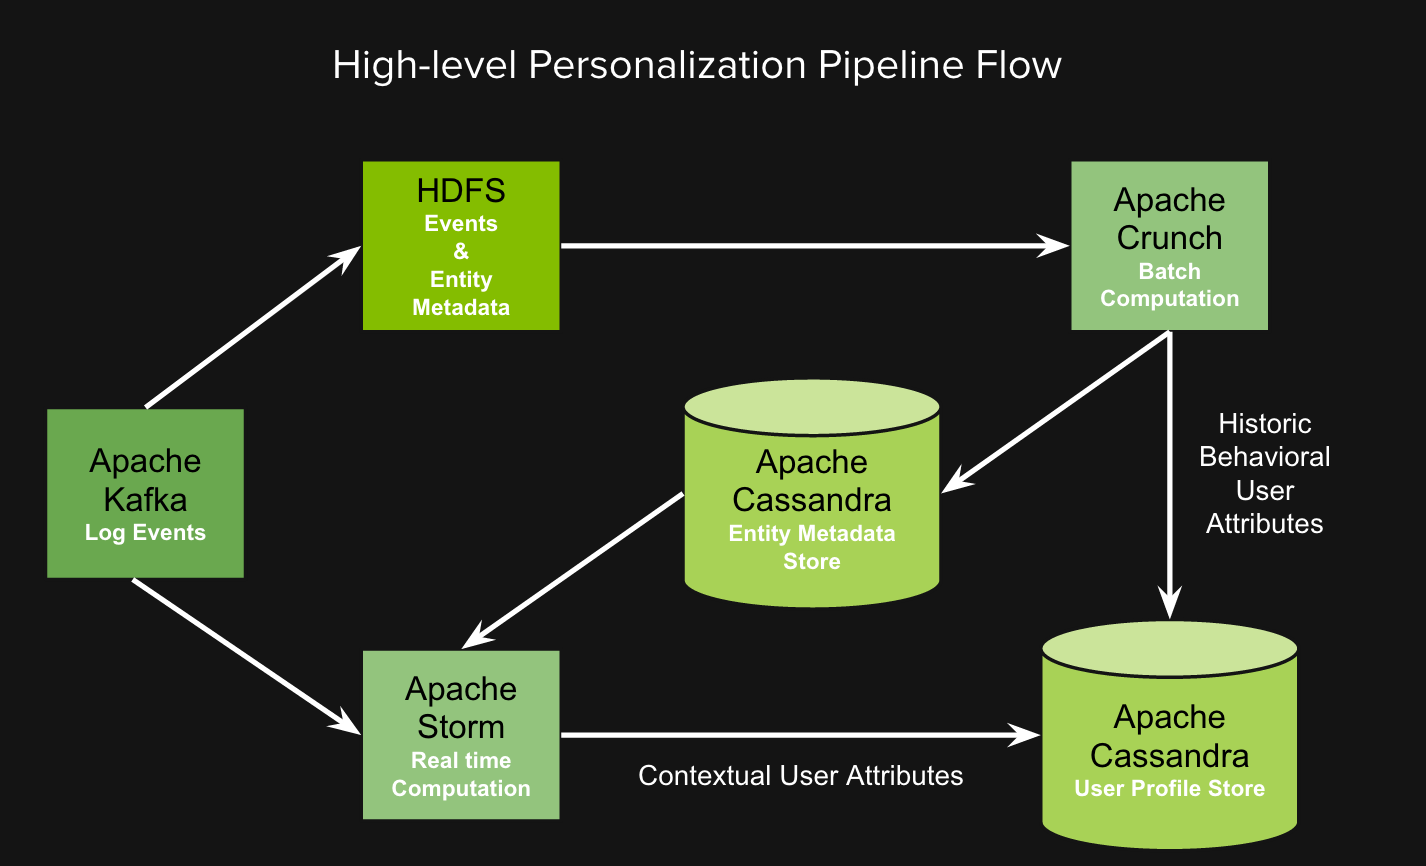 High-level Personalization Pipeline Flow
HDFS
Events
&
Entity
Metadata
Apache
Crunch
Batch
Computation
Apache
Kafka
Log Events
Apache
Cassandra
Entity Metadata
Store
Historic
Behavioral
User
Attributes
Apache
Storm
Real time
Computation
Contextual User Attributes
Apache
Cassandra
User Profile Store